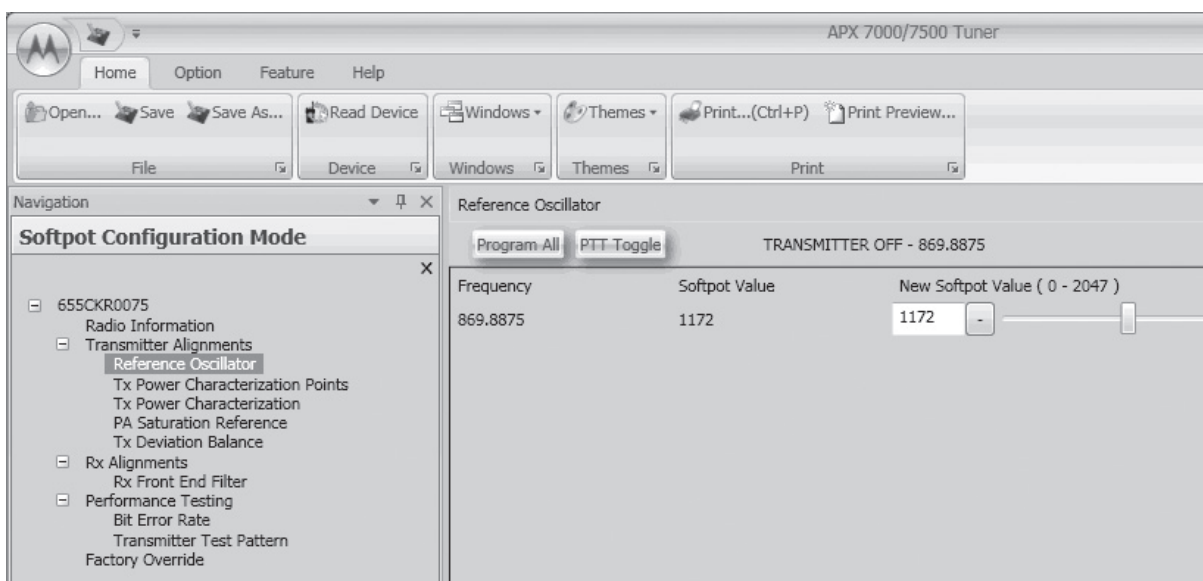 APX 7000/7500 Tuner
Home Option Feature Help
Open... Save Save As... Read Device Windows Themes Print...(Ctrl+P) Print Preview...
File Device Windows Themes Print
Navigation
Softpot Configuration Mode
655CKR0075
Radio Information
Transmitter Alignments
Reference Oscillator
Tx Power Characterization Points
Tx Power Characterization
PA Saturation Reference
Tx Deviation Balance
Rx Alignments
Rx Front End Filter
Performance Testing
Bit Error Rate
Transmitter Test Pattern
Factory Override
Reference Oscillator
Program All PTT Toggle TRANSMITTER OFF - 869.8875
Frequency Softpot Value New Softpot Value ( 0 - 2047 )
869.8875 1172 1172 -